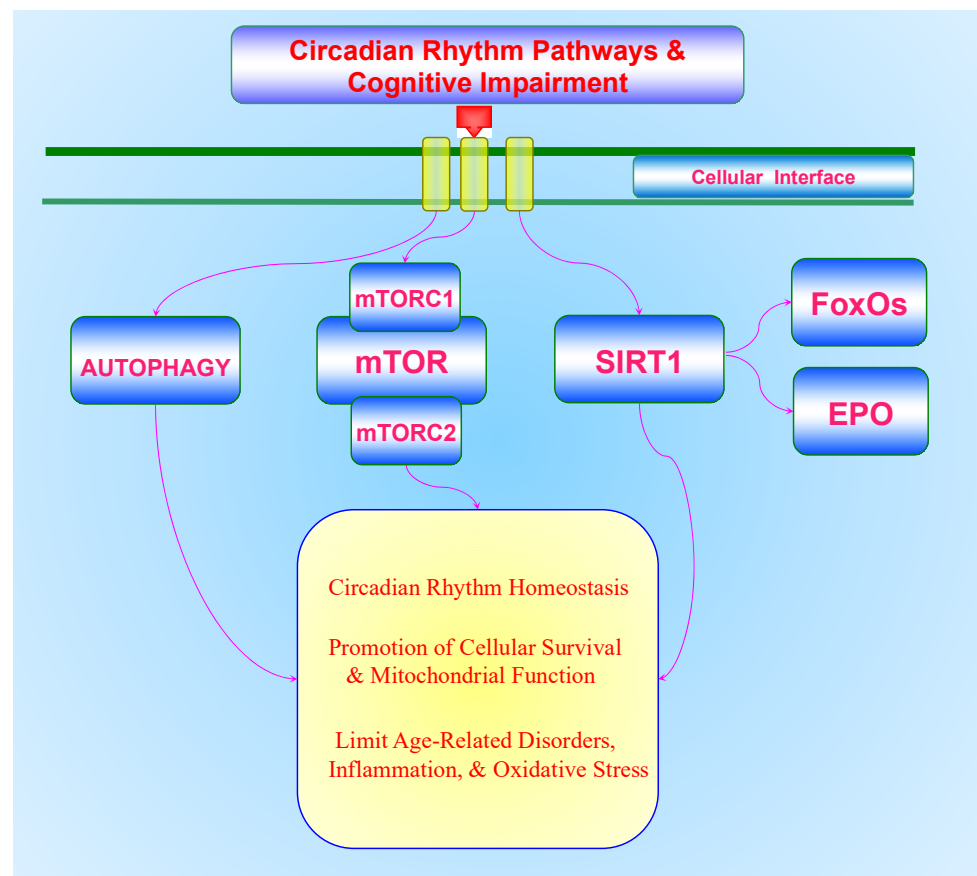 Circadian Rhythm Pathways &
Cognitive Impairment
Cellular Interface
mTORC1
FoxOs
AUTOPHAGY
mTOR
SIRT1
EPO
mTORC2
Circadian Rhythm Homeostasis
Promotion of Cellular Survival
& Mitochondrial Function
Limit Age-Related Disorders,
Inflammation, & Oxidative Stress